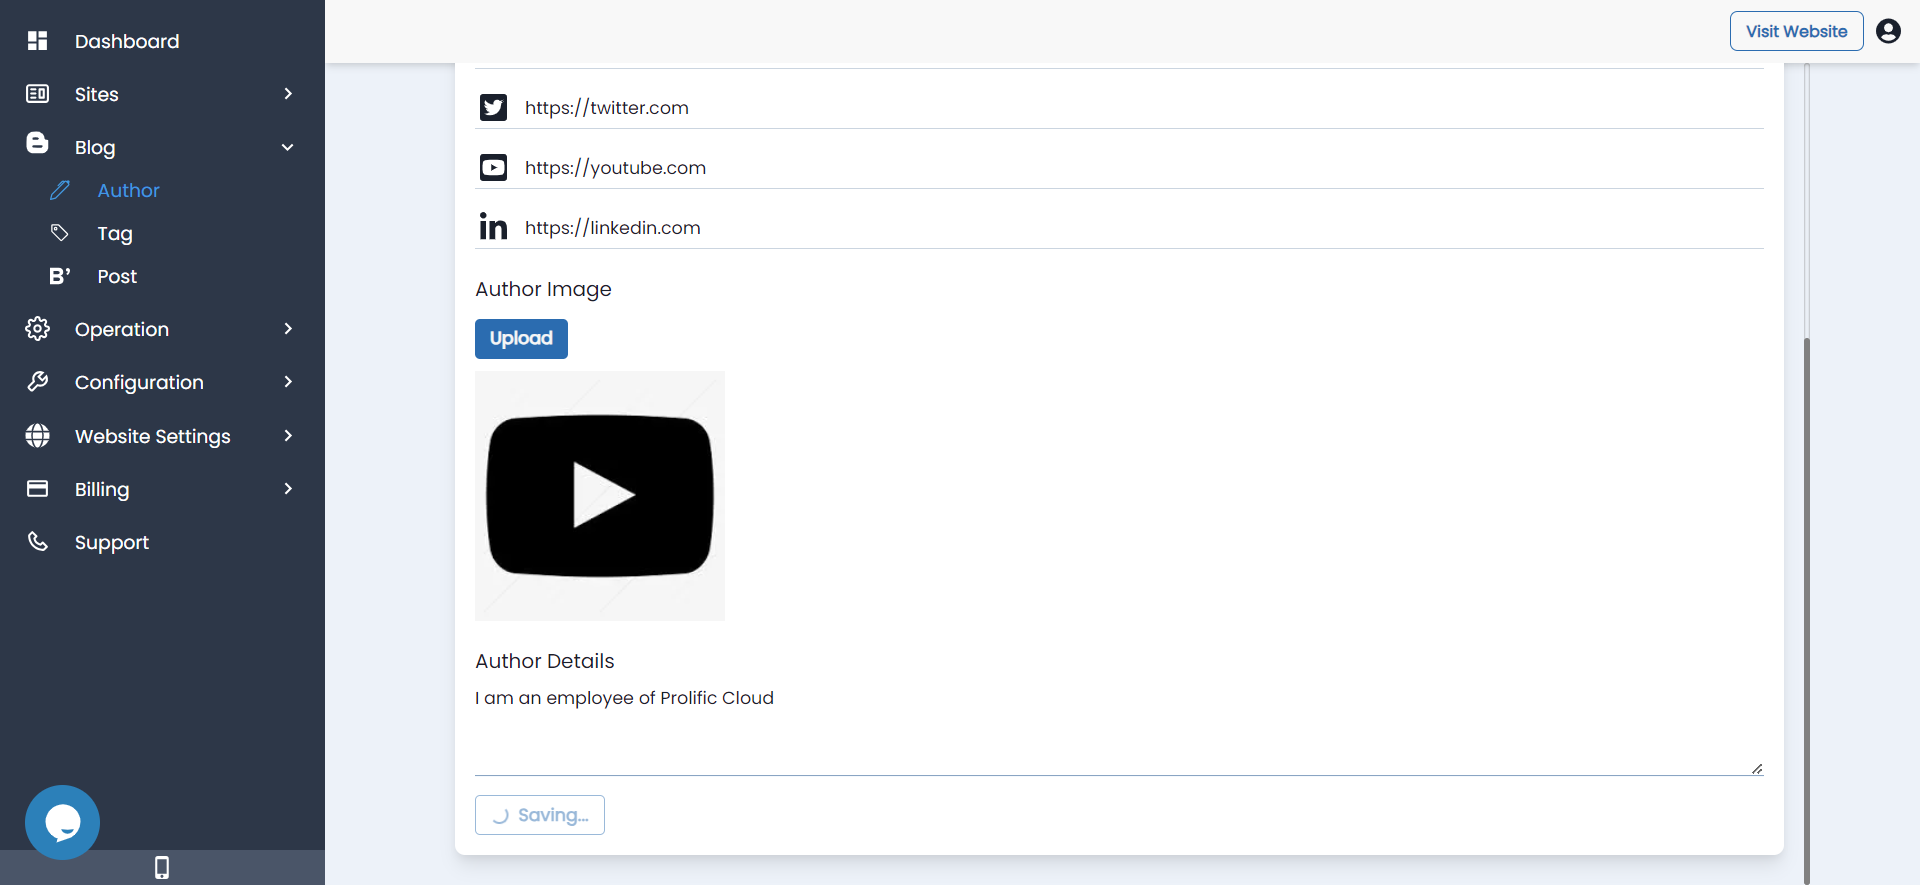 Dashboard
Sites
Blog
Author
Tag
B' Post
Operation
Configuration
Website Settings
Billing
Support
Visit Website
https://twitter.com
https://youtube.com
in https://linkedin.com
Author Image
Upload
Author Details
I am an employee of Prolific Cloud
Saving...